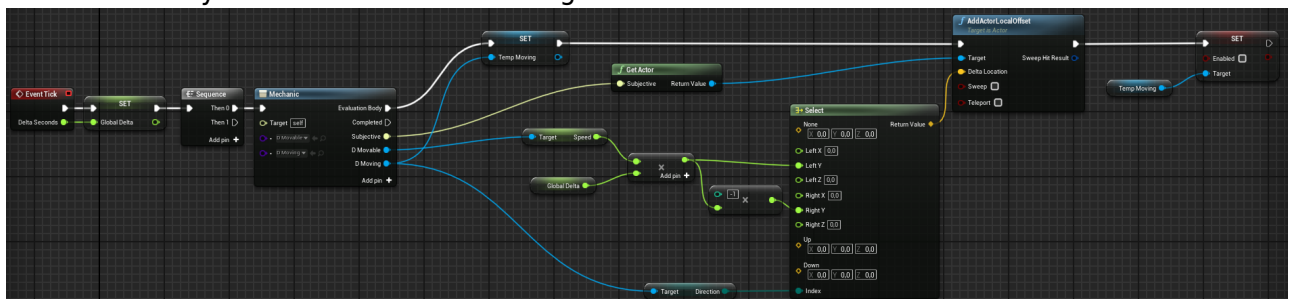 Event Tick
Delta Seconds
SET
Global Delta
Sequence
Then 0
Then 1
Add pin +
Mechanic
Evaluation Body
Target self
Completed
D Movable
Subjective
D Moving
D Movable
D Moving
Add pin +
SET
Temp Moving
f Get Actor
Subjective Return Value
Target Speed
Global Delta
X
Add pin +
-1 X
Target Direction
Select
None Return Value
X 0,0 Y 0,0 Z 0,0
Left X 0,0
Left Y
Left Z 0,0
Right X 0,0
Right Y
Right Z 0,0
Up
X 0,0 Y 0,0 Z 0,0
Down
X 0,0 Y 0,0 Z 0,0
Index
f AddActorLocalOffset
Target is Actor
Target Sweep Hit Result
Delta Location
Sweep
Teleport
Temp Moving
SET
Enabled
Target